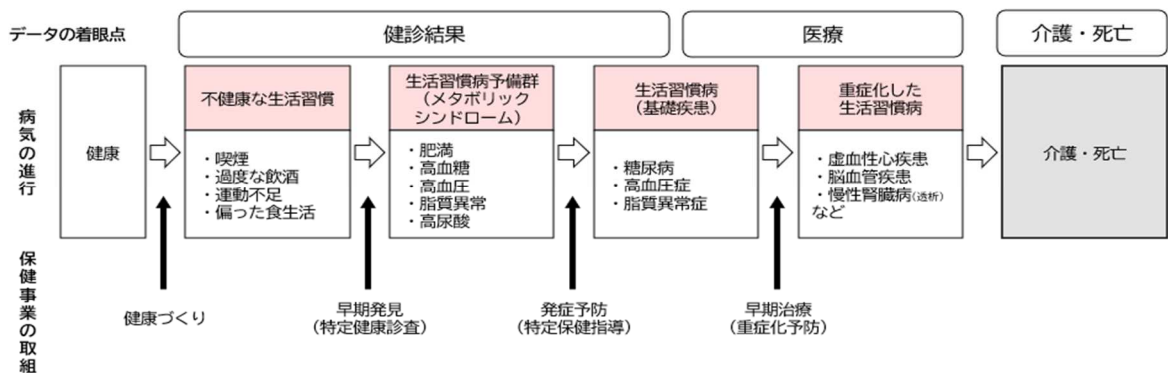 データの着眼点
健診結果
医療
介護・死亡
病気の進行
健康
不健康な生活習慣
・喫煙
・過度な飲酒
・運動不足
・偏った食生活
生活習慣病予備群
（メタボリック
シンドローム）
・肥満
・高血糖
・高血圧
・脂質異常
・高尿酸
生活習慣病
（基礎疾患）
・糖尿病
・高血圧症
・脂質異常症
重症化した
生活習慣病
・虚血性心疾患
・脳血管疾患
・慢性腎臓病(透析)
など
介護・死亡
保健事業の取組
健康づくり
早期発見
（特定健康診査）
発症予防
（特定保健指導）
早期治療
（重症化予防）